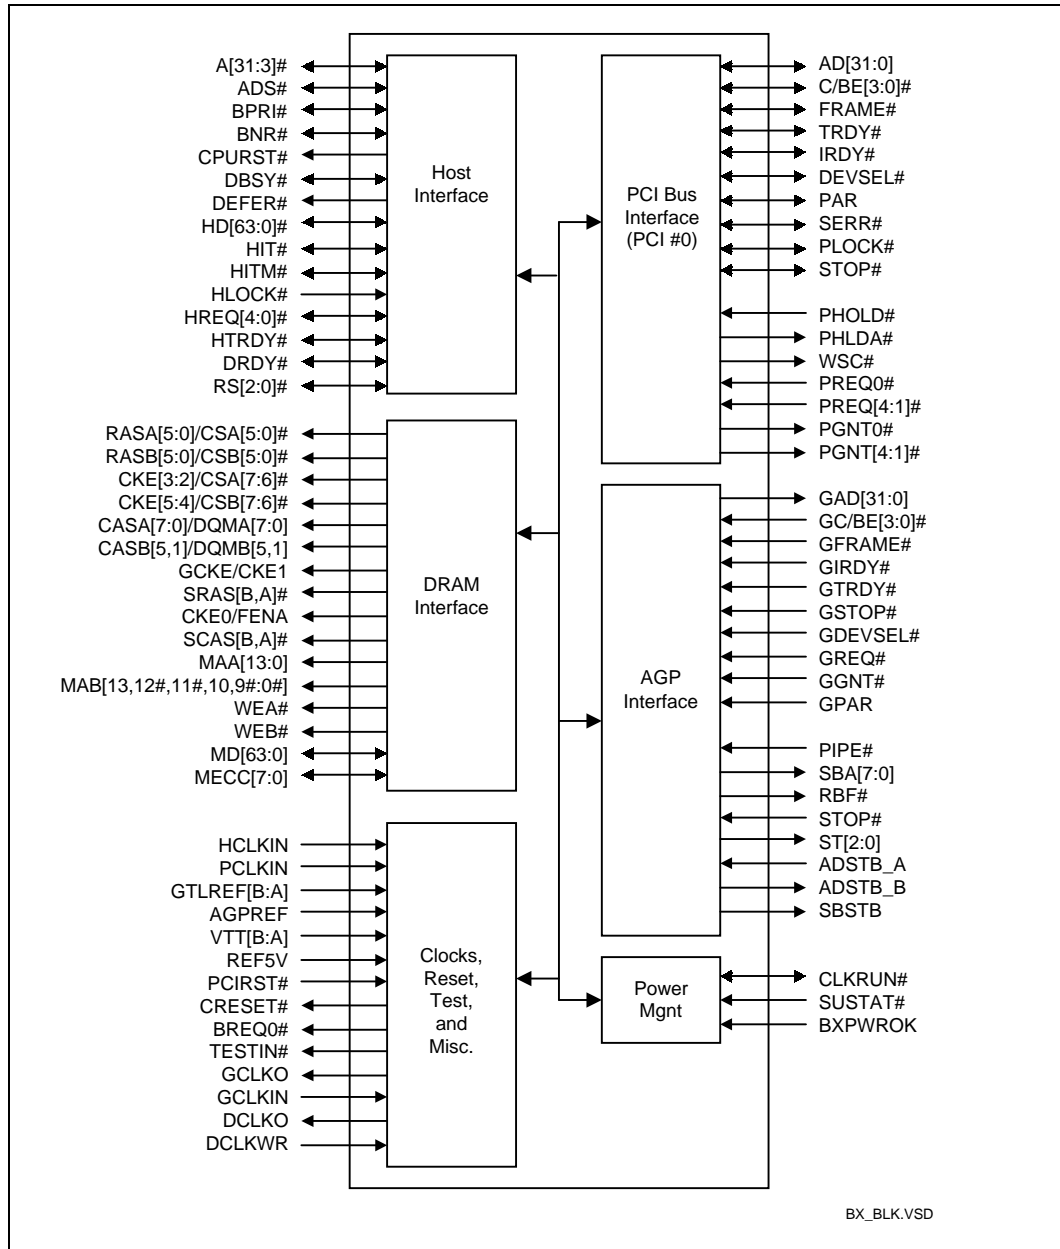 A[31:3]#
ADS#
BPRI#
BNR#
CPURST#
DBSY#
DEFER#
HD[63:0]#
HIT#
HITM#
HLOCK#
HREQ[4:0]#
HTRDY#
DRDY#
RS[2:0]#
Host
Interface
RASA[5:0]/CSA[5:0]#
RASB[5:0]/CSB[5:0]#
CKE[3:2]/CSA[7:6]#
CKE[5:4]/CSB[7:6]#
CASA[7:0]/DQMA[7:0]
CASB[5,1]/DQMB[5,1]
GCKE/CKE1
SRAS[B,A]#
CKE0/FENA
SCAS[B,A]#
MAA[13:0]
MAB[13,12#,11#,10,9#:0#]
WEA#
WEB#
MD[63:0]
MECC[7:0]
DRAM
Interface
HCLKIN
PCLKIN
GTLREF[B:A]
AGPREF
VTT[B:A]
REF5V
PCIRST#
CRESET#
BREQ0#
TESTIN#
GCLKO
GCLKIN
DCLKO
DCLKWR
Clocks,
Reset,
Test,
and
Misc.
PCI Bus
Interface
(PCI #0)
AD[31:0]
C/BE[3:0]#
FRAME#
TRDY#
IRDY#
DEVSEL#
PAR
SERR#
PLOCK#
STOP#
PHOLD#
PHLDA#
WSC#
PREQ0#
PREQ[4:1]#
PGNT0#
PGNT[4:1]#
AGP
Interface
GAD[31:0]
GC/BE[3:0]#
GFRAME#
GIRDY#
GTRDY#
GSTOP#
GDEVSEL#
GREQ#
GGNT#
GPAR
PIPE#
SBA[7:0]
RBF#
STOP#
ST[2:0]
ADSTB_A
ADSTB_B
SBSTB
Power
Mgnt
CLKRUN#
SUSTAT#
BXPWROK
BX_BLK.VSD